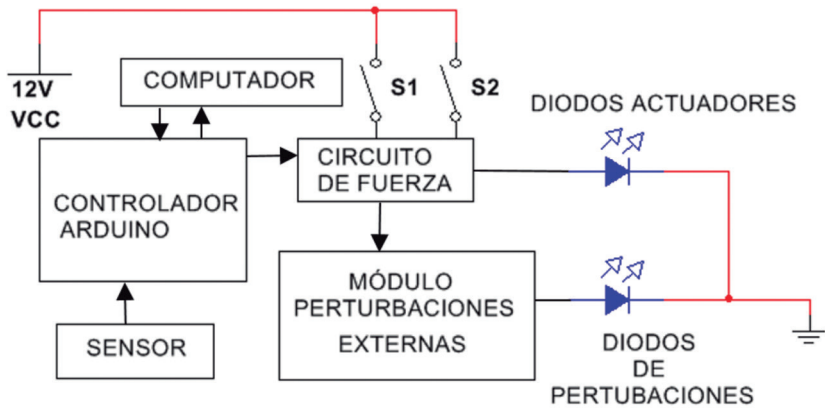 12V
VCC
COMPUTADOR
S1
S2
DIODOS ACTUADORES
CONTROLADOR
ARDUINO
CIRCUITO
DE FUERZA
SENSOR
MÓDULO
PERTURBACIONES
EXTERNAS
DIODOS
DE
PERTUBACIONES